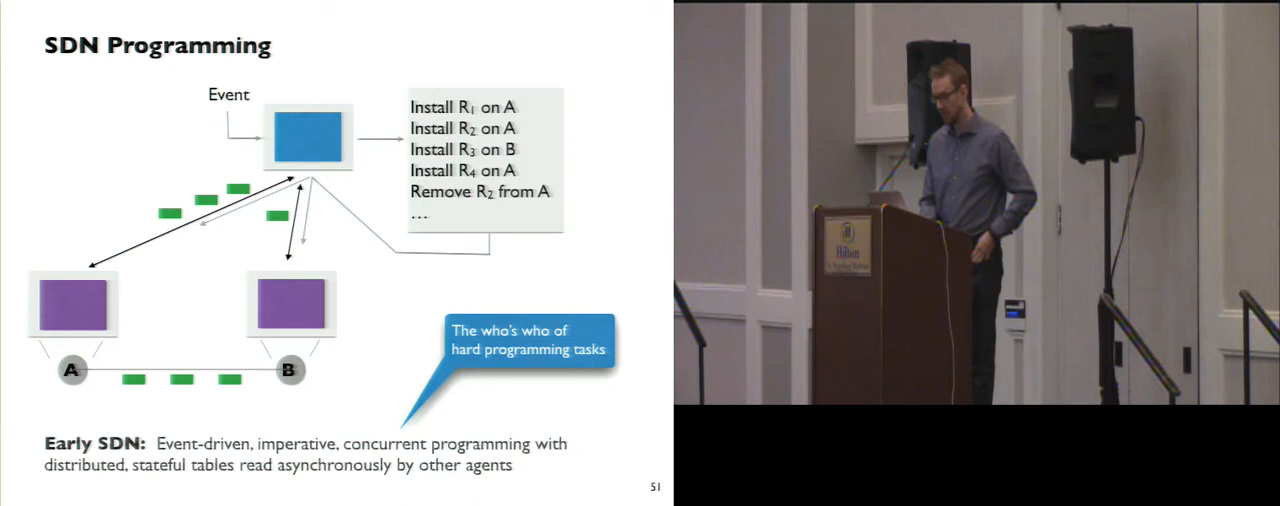 SDN Programming
Event
Install R1 on A
Install R2 on A
Install R3 on B
Install R4 on A
Remove R2 from A
...
The who's who of
hard programming tasks
A
B
Early SDN: Event-driven, imperative, concurrent programming with
distributed, stateful tables read asynchronously by other agents
51
Hilton